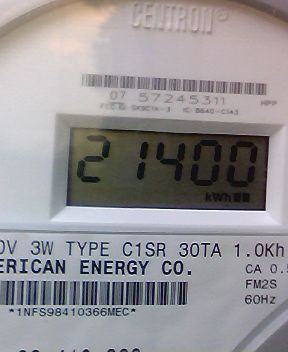 CENTRON®
07 57245311 HPP
21400
kWh
0V 3W TYPE C1SR 30TA 1.0Kh
ERICAN ENERGY CO.
CA 0.5
FM2S
60Hz
*1NFS98410366MEC*